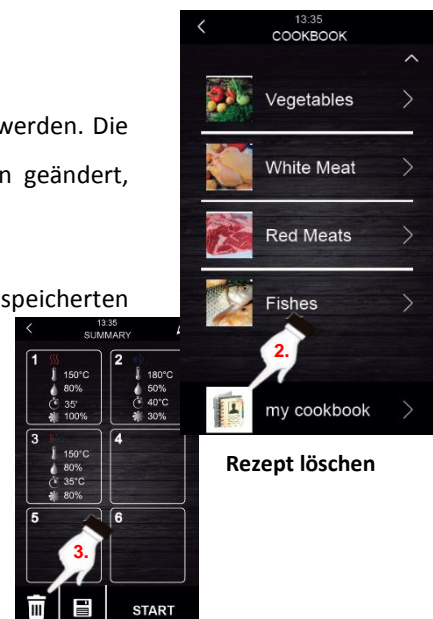 13:35
COOKBOOK
Vegetables
werden. Die
White Meat
n geändert,
Red Meats
speicherten
Fishes
2.
my cookbook
Rezept löschen
13:35
SUMMARY
1
150°C
80%
35'
100%
2
180°C
50%
40°C
30%
3
150°C
80%
35°C
80%
4
5
6
3.
START